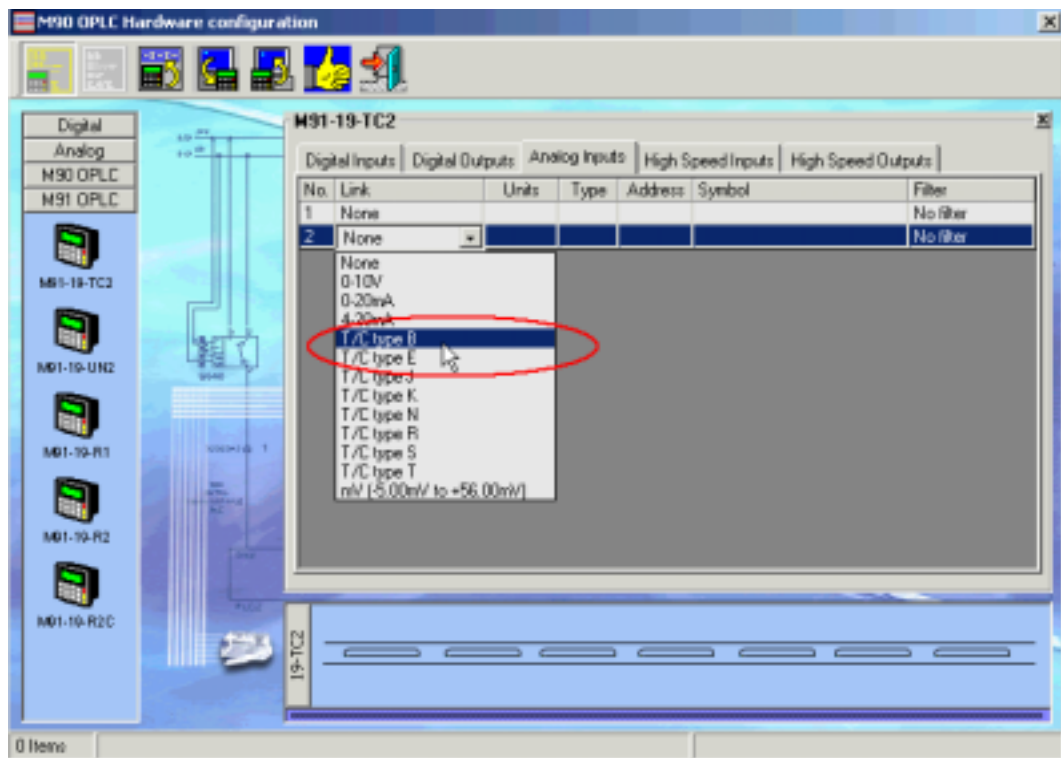 M90 OPLC Hardware configuration
Digital
Analog
M90 OPLC
M91 OPLC
M91-19-TC2
M91-19-UN2
M91-19-R1
M91-19-R2
M91-19-R2C
M91-19-TC2
Digital Inputs Digital Outputs Analog Inputs High Speed Inputs High Speed Outputs
No. Link Units Type Address Symbol Filter
1 None No filter
2 None No filter
None
0-10V
0-20mA
4-20mA
T/C type B
T/C type E
T/C type J
T/C type K
T/C type N
T/C type R
T/C type S
T/C type T
mV [-5.00mV to +56.00mV]
19-TC2
0 Items